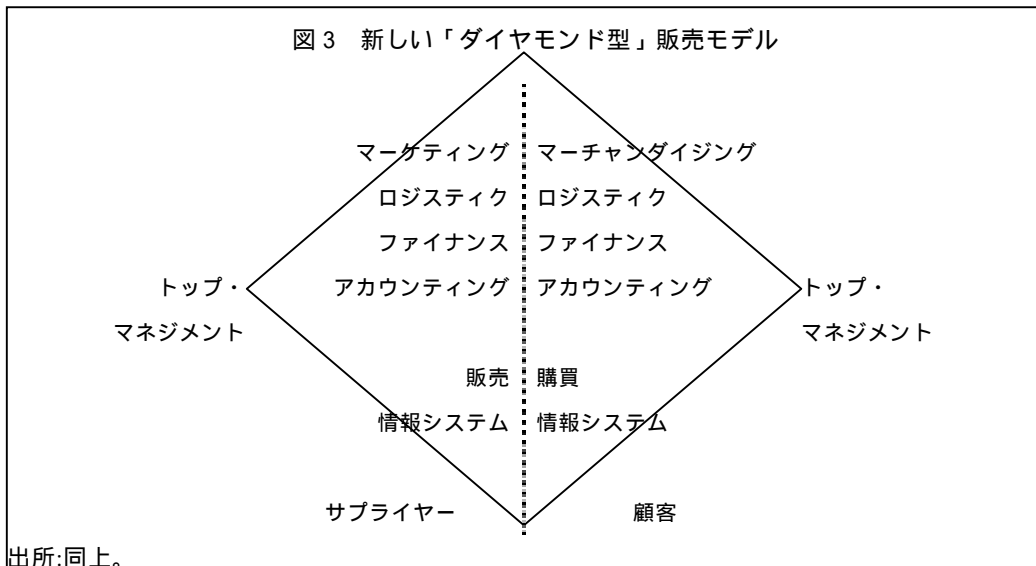 図3 新しい「ダイヤモンド型」販売モデル
マーケティング マーチャンダイジング
ロジスティク ロジスティク
ファイナンス ファイナンス
トップ・ アカウンティング アカウンティング トップ・
マネジメント マネジメント
販売 購買
情報システム 情報システム
サプライヤー 顧客
出所:同上。